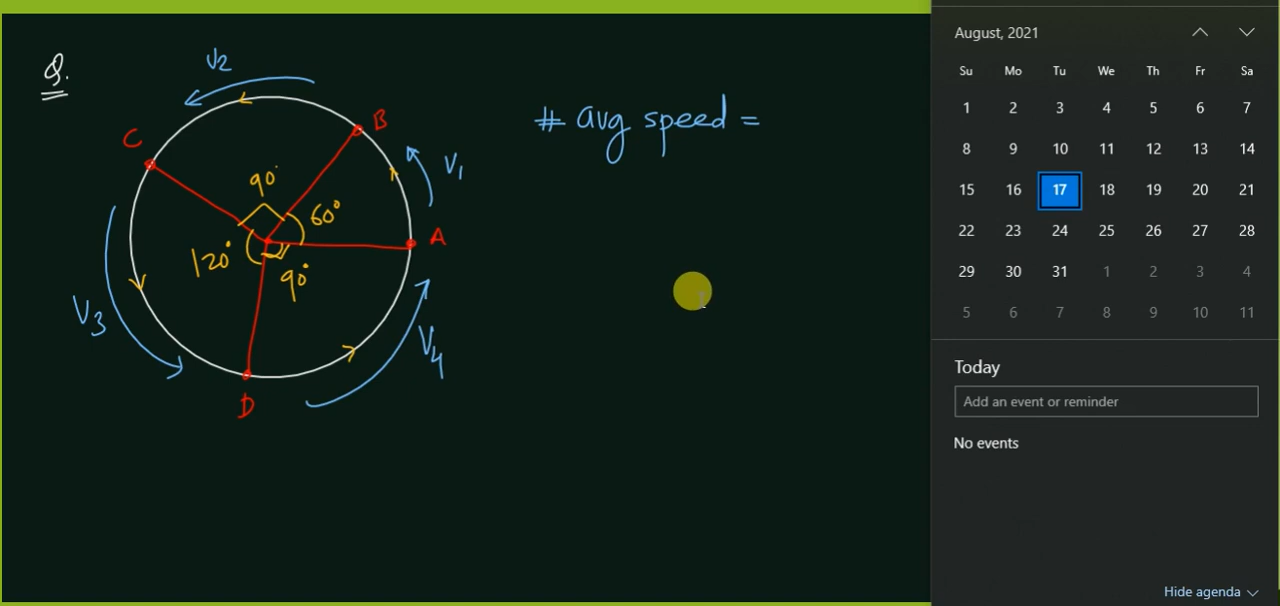 Q.
V2
B
C
V1
90°
60°
A
120°
90°
V3
V4
D
# avg speed =
August, 2021
Su Mo Tu We Th Fr Sa
1 2 3 4 5 6 7
8 9 10 11 12 13 14
15 16 17 18 19 20 21
22 23 24 25 26 27 28
29 30 31 1 2 3 4
5 6 7 8 9 10 11
Today
Add an event or reminder
No events
Hide agenda